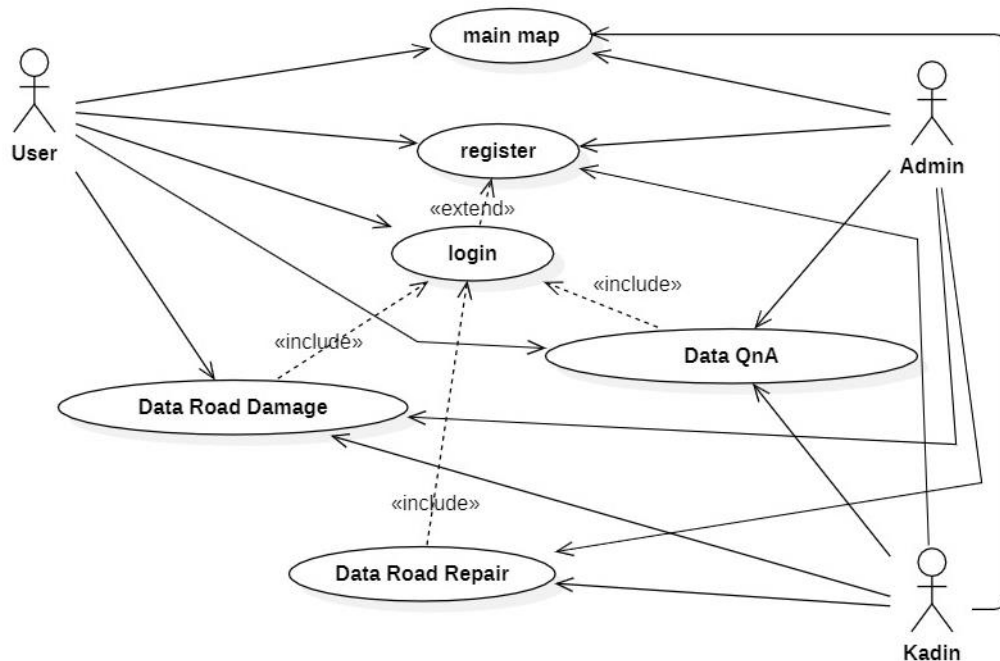 main map
User
Admin
register
«extend»
login
«include»
«include»
Data QnA
Data Road Damage
«include»
Data Road Repair
Kadin